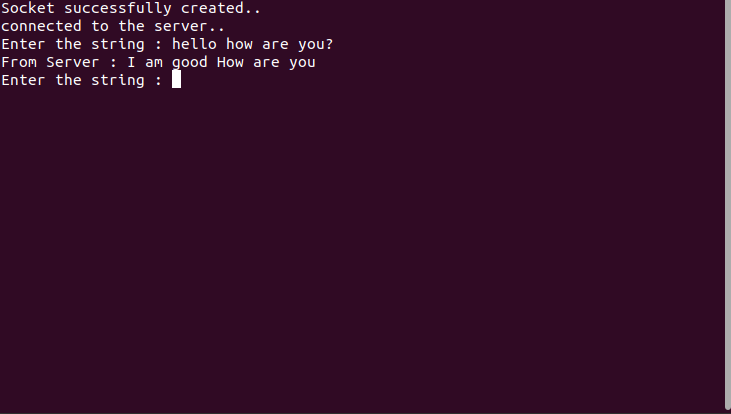 Socket successfully created..
connected to the server..
Enter the string : hello how are you?
From Server : I am good How are you
Enter the string :